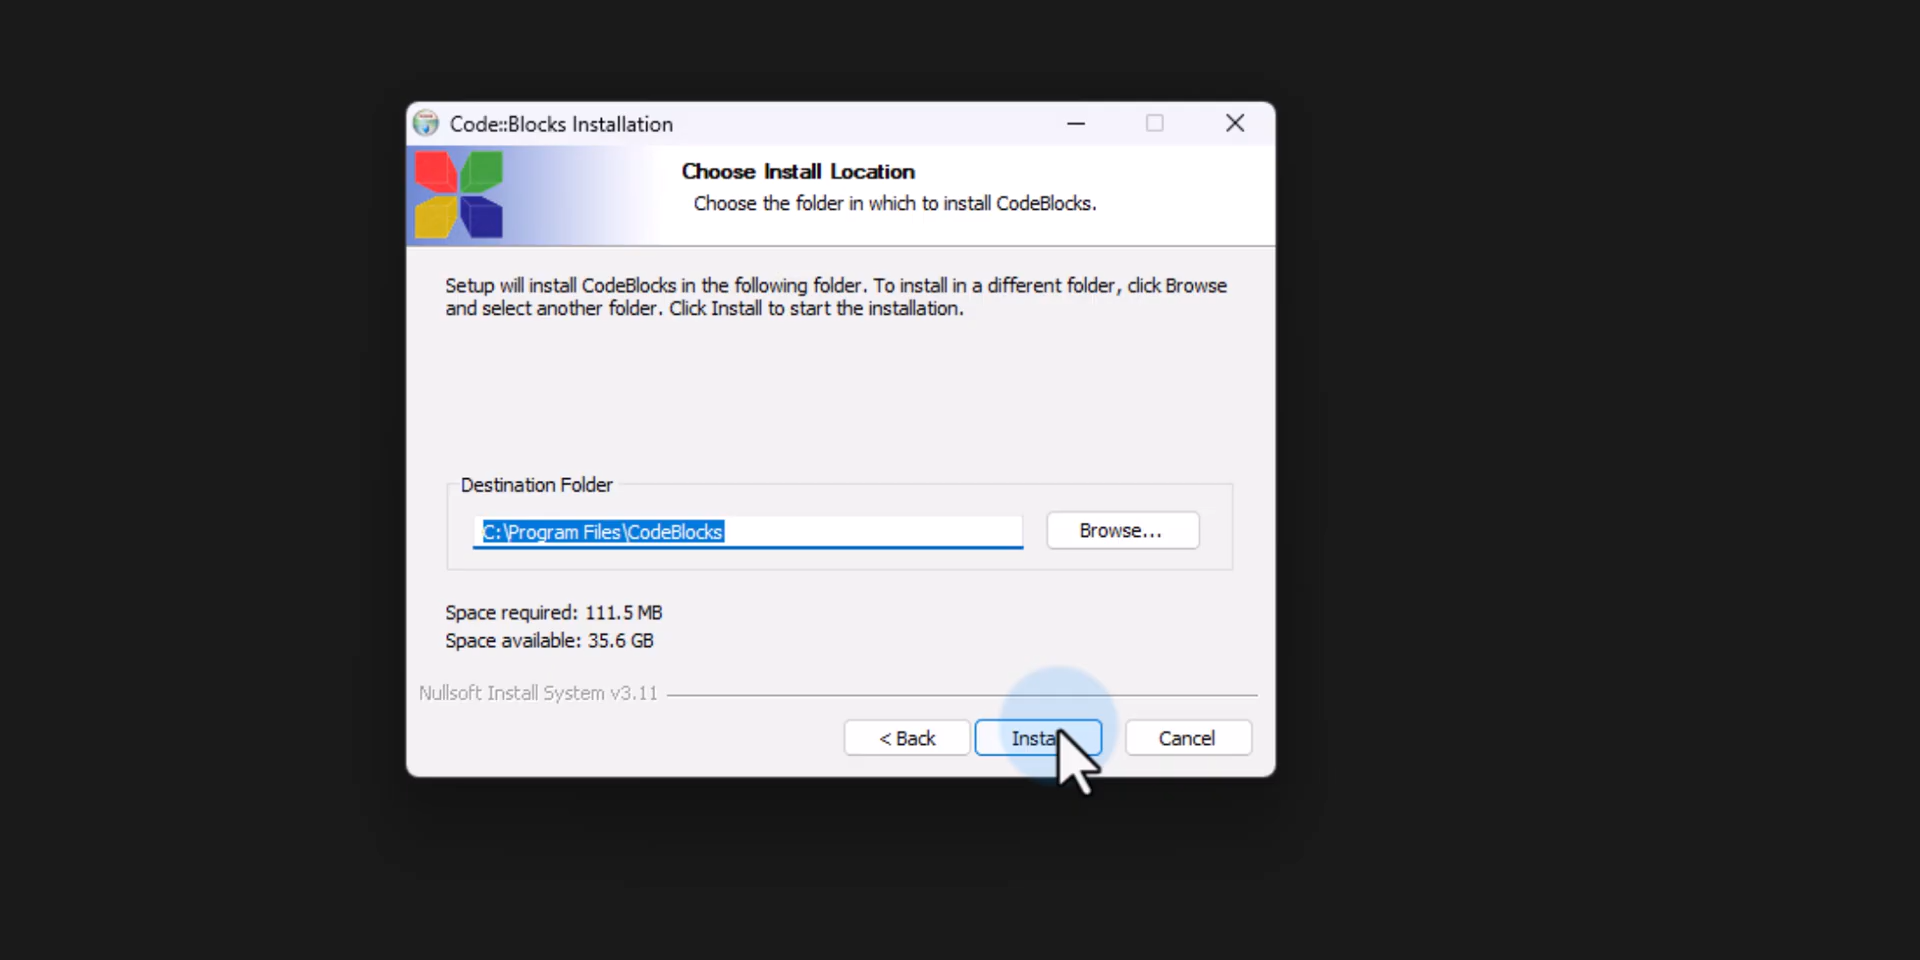 Code::Blocks Installation
Choose Install Location
Choose the folder in which to install CodeBlocks.
Setup will install CodeBlocks in the following folder. To install in a different folder, click Browse
and select another folder. Click Install to start the installation.
Destination Folder
C:\Program Files\CodeBlocks
Browse...
Space required: 111.5 MB
Space available: 35.6 GB
Nullsoft Install System v3.11
< Back
Cancel